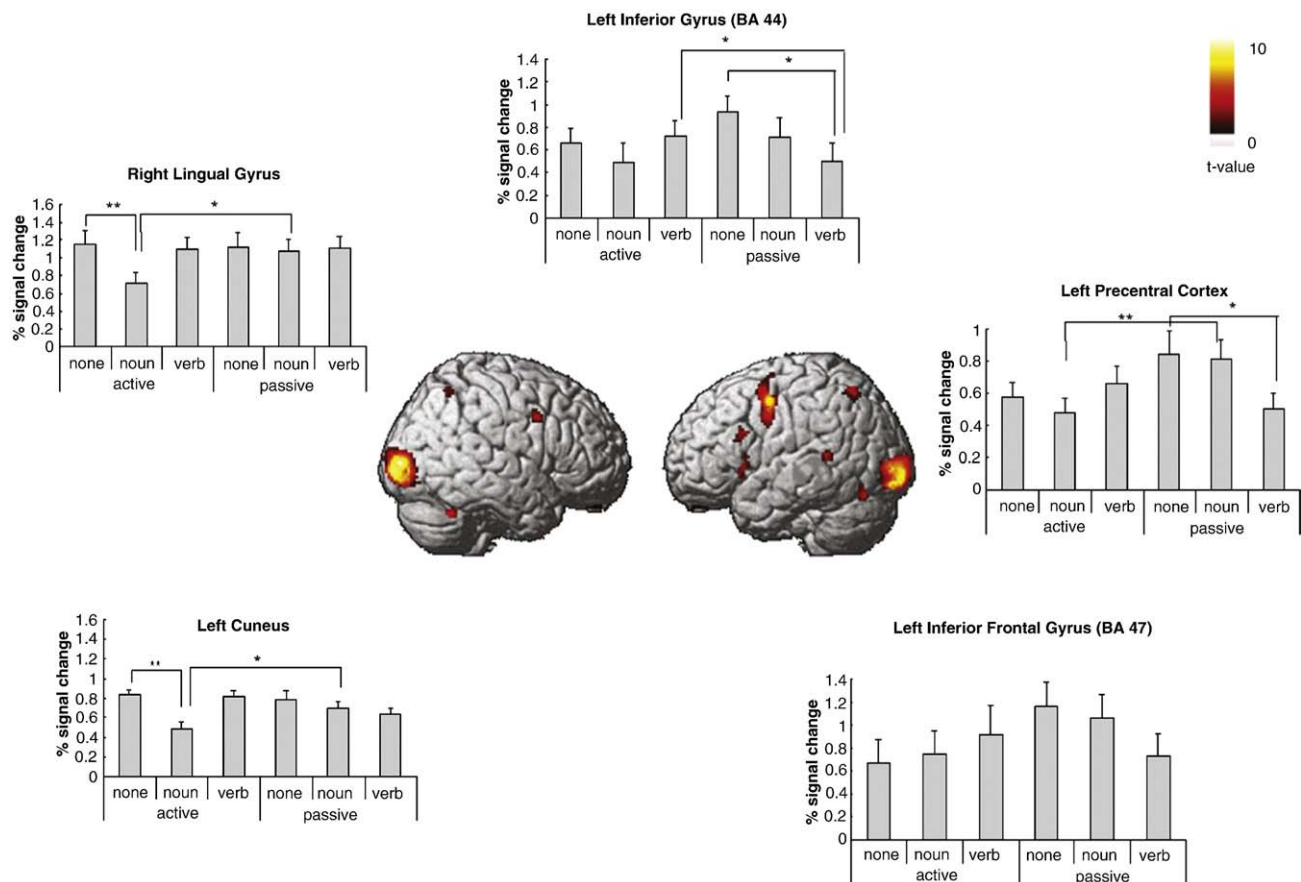 Left Inferior Gyrus (BA 44)
% signal change
1.4
1.2
1
0.8
0.6
0.4
0.2
0
*
*
none noun verb none noun verb
active passive
10
0
t-value
Right Lingual Gyrus
% signal change
1.6
1.4
1.2
1
0.8
0.6
0.4
0.2
0
** *
none noun verb none noun verb
active passive
Left Precentral Cortex
% signal change
1
0.8
0.6
0.4
0.2
0
** *
none noun verb none noun verb
active passive
Left Cuneus
% signal change
1.6
1.4
1.2
1
0.8
0.6
0.4
0.2
0
** *
none noun verb none noun verb
active passive
Left Inferior Frontal Gyrus (BA 47)
% signal change
1.4
1.2
1
0.8
0.6
0.4
0.2
0
none noun verb none noun verb
active passive